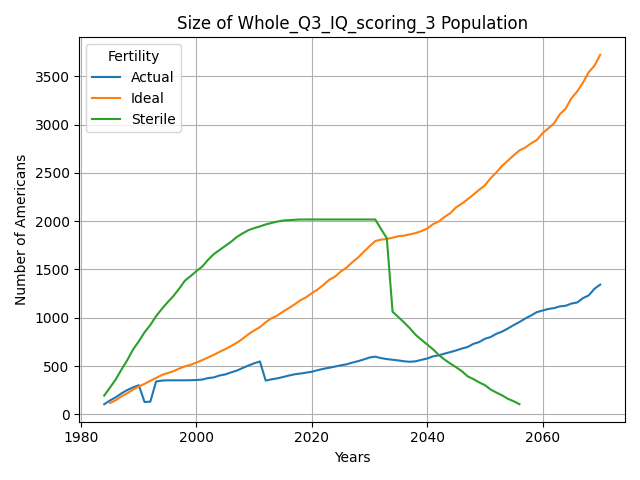 Size of Whole_Q3_IQ_scoring_3 Population
Fertility
Actual
Ideal
Sterile
Number of Americans
3500
3000
2500
2000
1500
1000
500
0
1980
2000
2020
2040
2060
Years